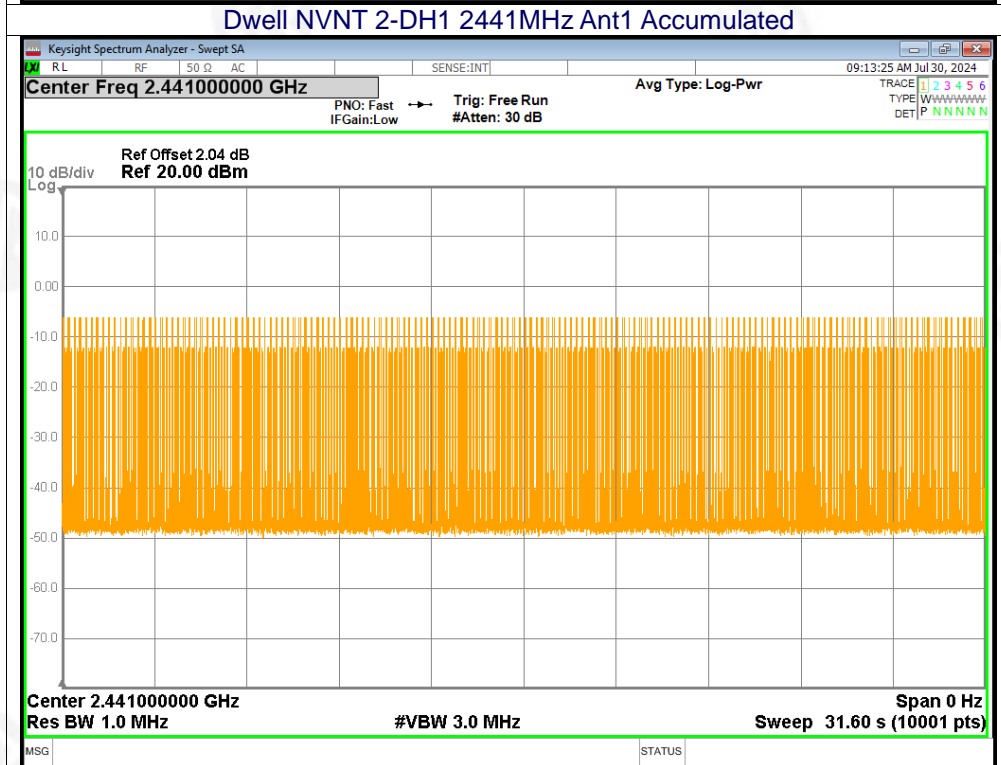 Dwell NVNT 2-DH1 2441MHz Ant1 Accumulated
Keysight Spectrum Analyzer - Swept SA
LXI RL RF 50 Ω AC SENSE:INT 09:13:25 AM Jul 30, 2024
Center Freq 2.441000000 GHz
PNO: Fast
IFGain:Low
Trig: Free Run
#Atten: 30 dB
Avg Type: Log-Pwr
TRACE 1 2 3 4 5 6
TYPE WWWWWWW
DET P N N N N N
Ref Offset 2.04 dB
10 dB/div Ref 20.00 dBm
Log
10.0
0.00
-10.0
-20.0
-30.0
-40.0
-50.0
-60.0
-70.0
Center 2.441000000 GHz Span 0 Hz
Res BW 1.0 MHz #VBW 3.0 MHz Sweep 31.60 s (10001 pts)
MSG STATUS